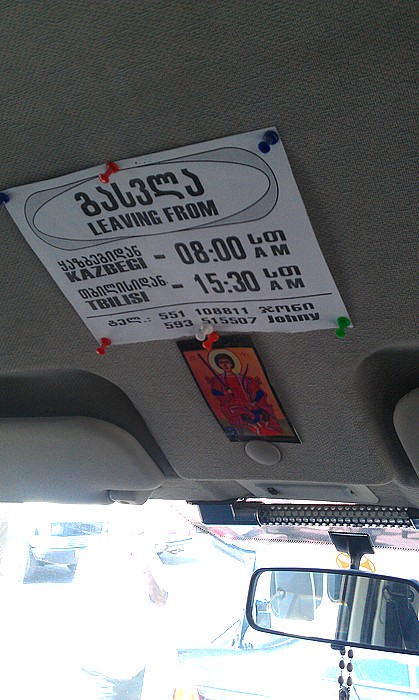 გასვლა
LEAVING FROM
ყაზბეგიდან
KAZBEGI - 08:00 სთ
AM
თბილისიდან
TBILISI - 15:30 სთ
AM
ტელ.: 551 108811 ჯონი
593 515507 Johny